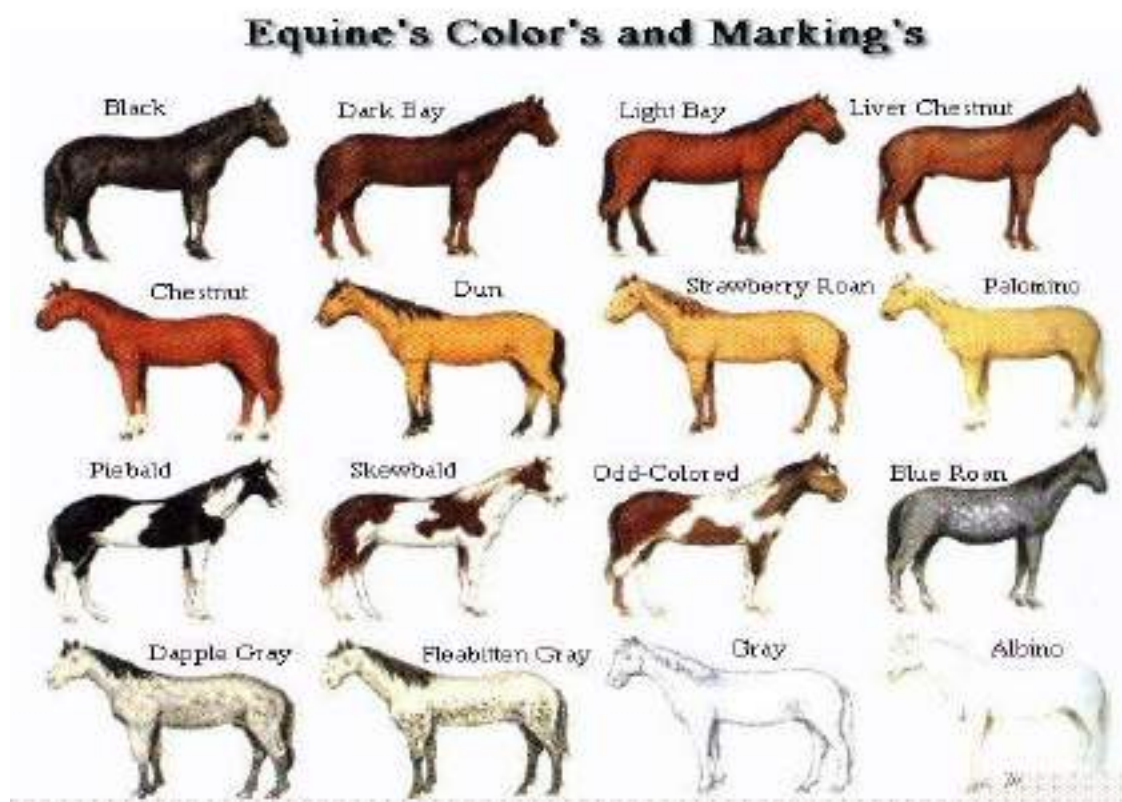 Equine's Color's and Marking's
Black
Dark Bay
Light Bay
Liver Chestnut
Chestnut
Dun
Strawberry Roan
Palomino
Piebald
Skewbald
Odd-Colored
Blue Roan
Dapple Gray
Fleabitten Gray
Gray
Albino